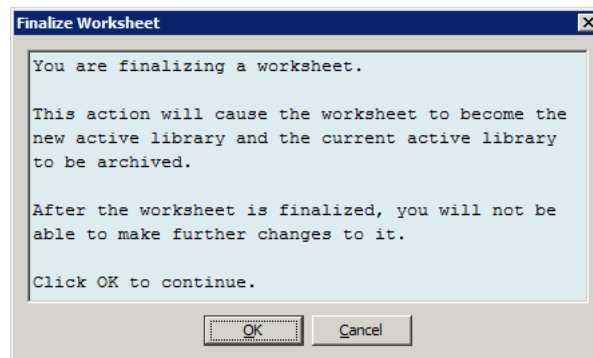 Finalize Worksheet
You are finalizing a worksheet.
This action will cause the worksheet to become the
new active library and the current active library
to be archived.
After the worksheet is finalized, you will not be
able to make further changes to it.
Click OK to continue.
OK
Cancel